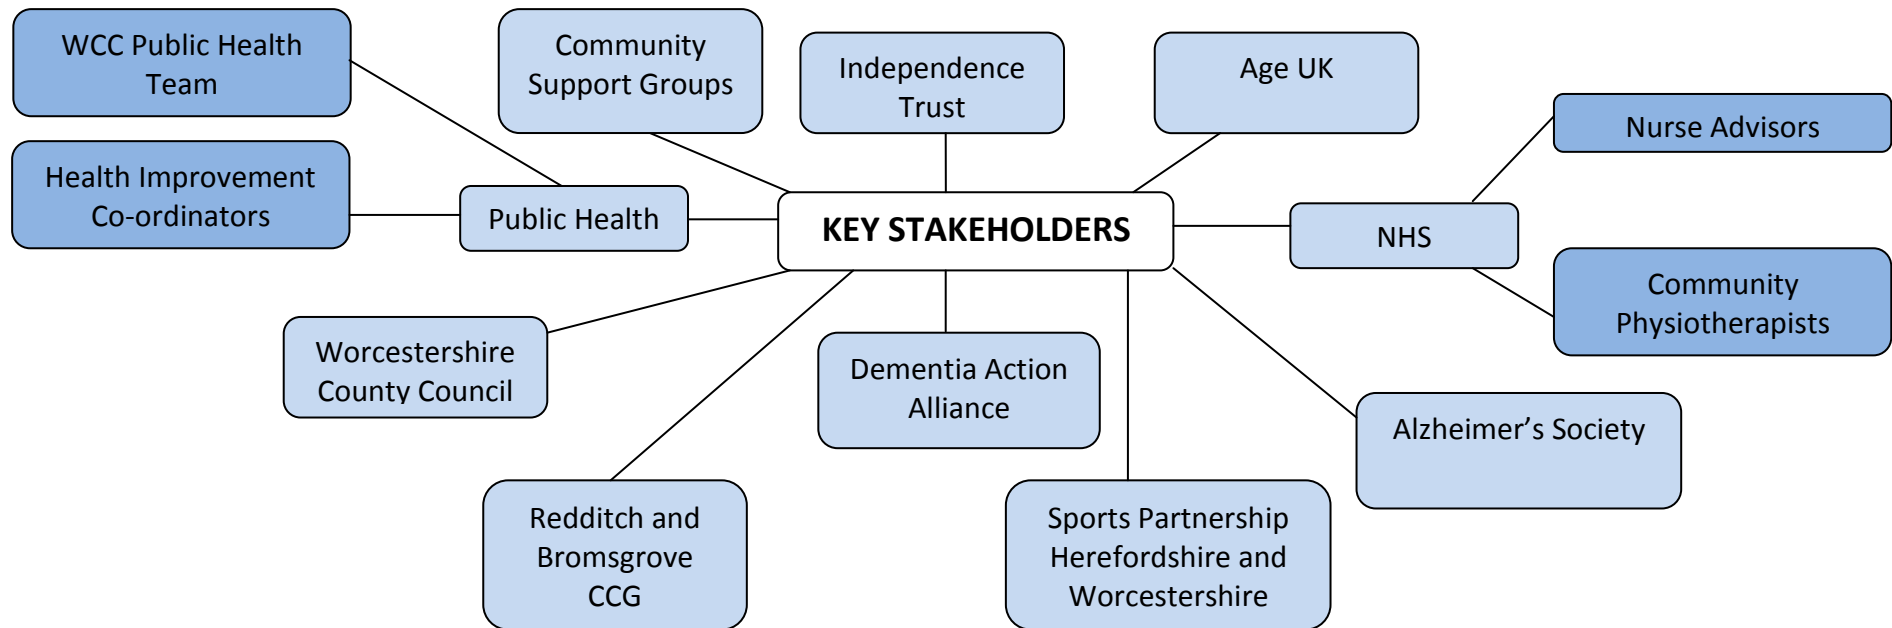 WCC Public Health
Team
Community
Support Groups
Independence
Trust
Age UK
Nurse Advisors
Health Improvement
Co-ordinators
Public Health
KEY STAKEHOLDERS
NHS
Community
Physiotherapists
Worcestershire
County Council
Dementia Action
Alliance
Alzheimer’s Society
Redditch and
Bromsgrove
CCG
Sports Partnership
Herefordshire and
Worcestershire